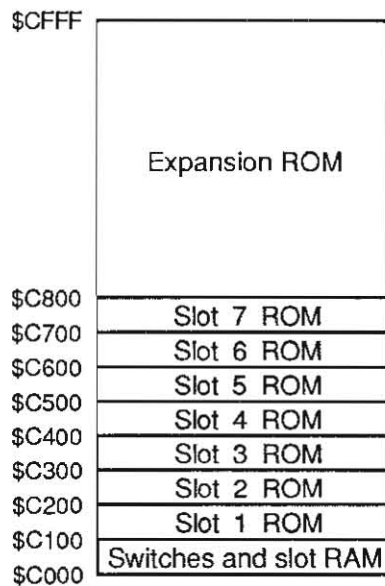 $CFFF
Expansion ROM
$C800
Slot 7 ROM
$C700
Slot 6 ROM
$C600
Slot 5 ROM
$C500
Slot 4 ROM
$C400
Slot 3 ROM
$C300
Slot 2 ROM
$C200
Slot 1 ROM
$C100
Switches and slot RAM
$C000